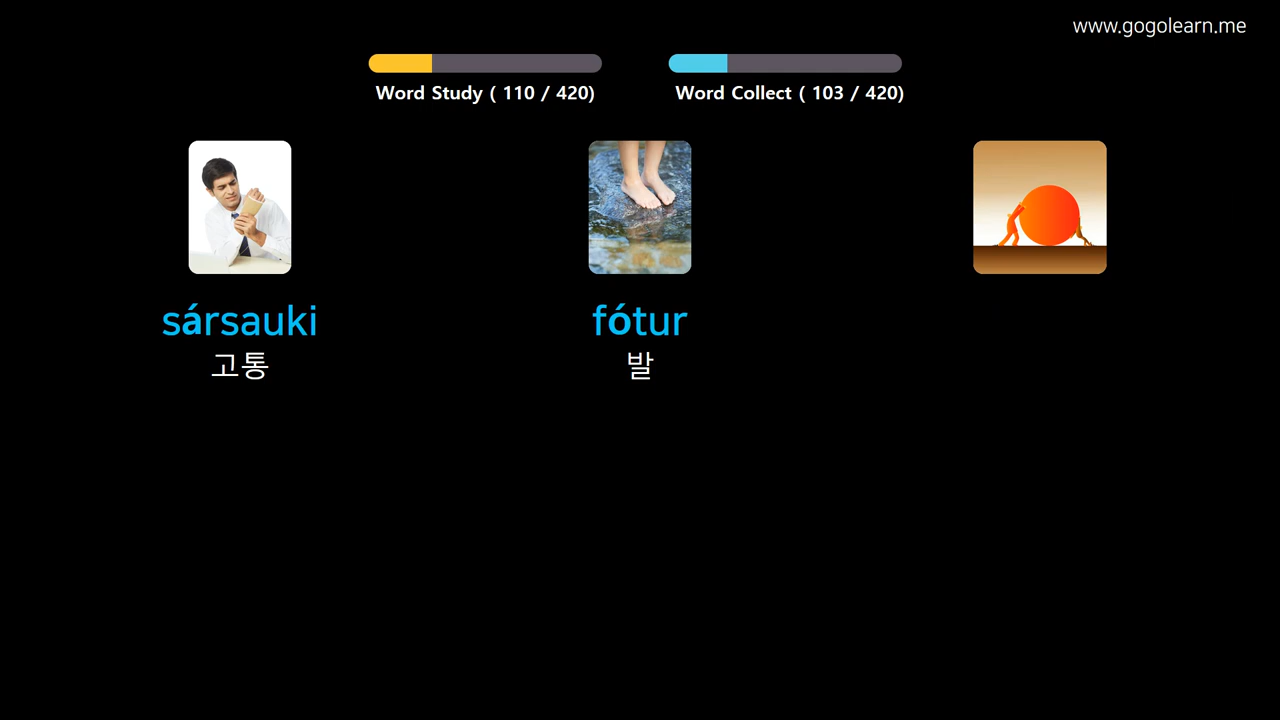 www.gogolearn.me
Word Study ( 110 / 420)
Word Collect ( 103 / 420)
sársauki
고통
fótur
발